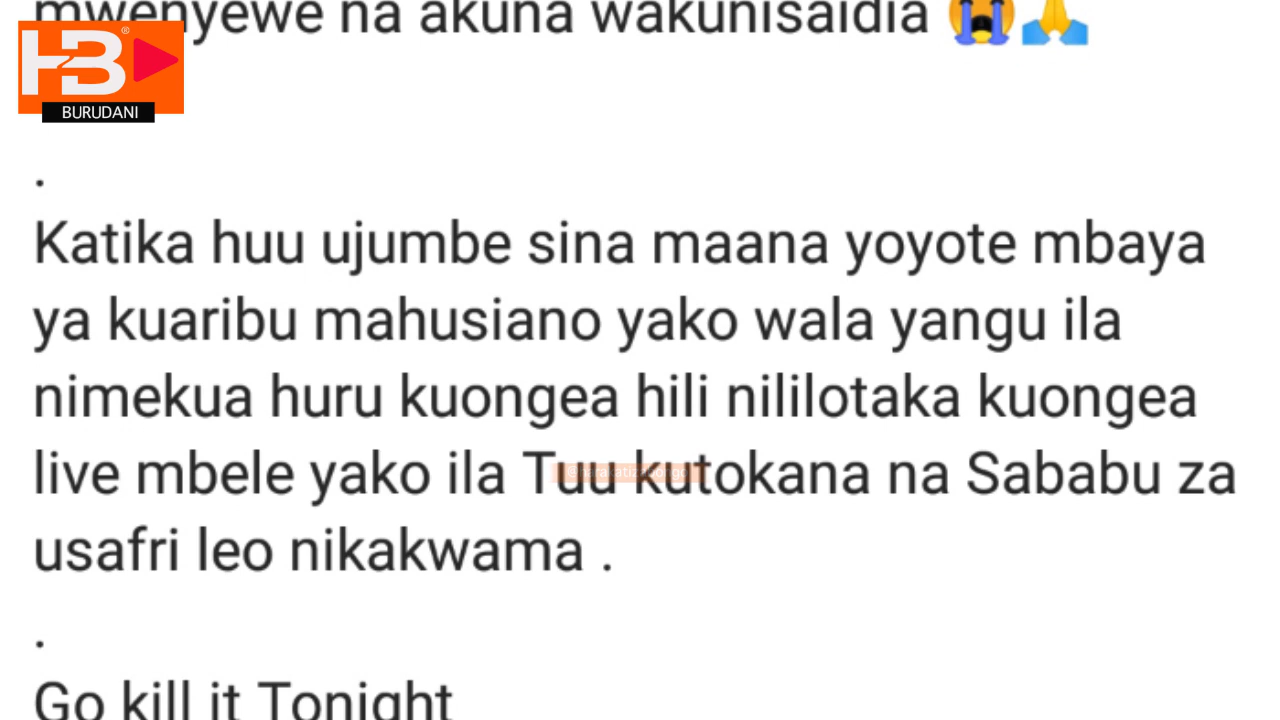 mwenyewe na akuna wakunisaidia 😭🙏
HB®
BURUDANI
.
Katika huu ujumbe sina maana yoyote mbaya
ya kuaribu mahusiano yako wala yangu ila
nimekua huru kuongea hili nililotaka kuongea
live mbele yako ila Tuu kutokana na Sababu za
usafri leo nikakwama .
.
Go kill it Tonight